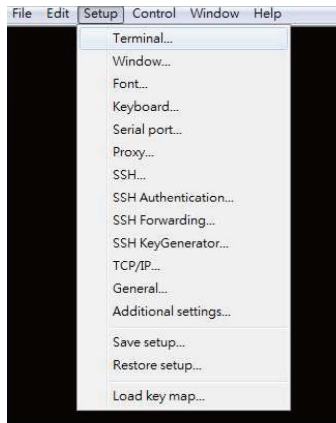 File Edit Setup Control Window Help
Terminal...
Window...
Font...
Keyboard...
Serial port...
Proxy...
SSH...
SSH Authentication...
SSH Forwarding...
SSH KeyGenerator...
TCP/IP...
General...
Additional settings...
Save setup...
Restore setup...
Load key map...